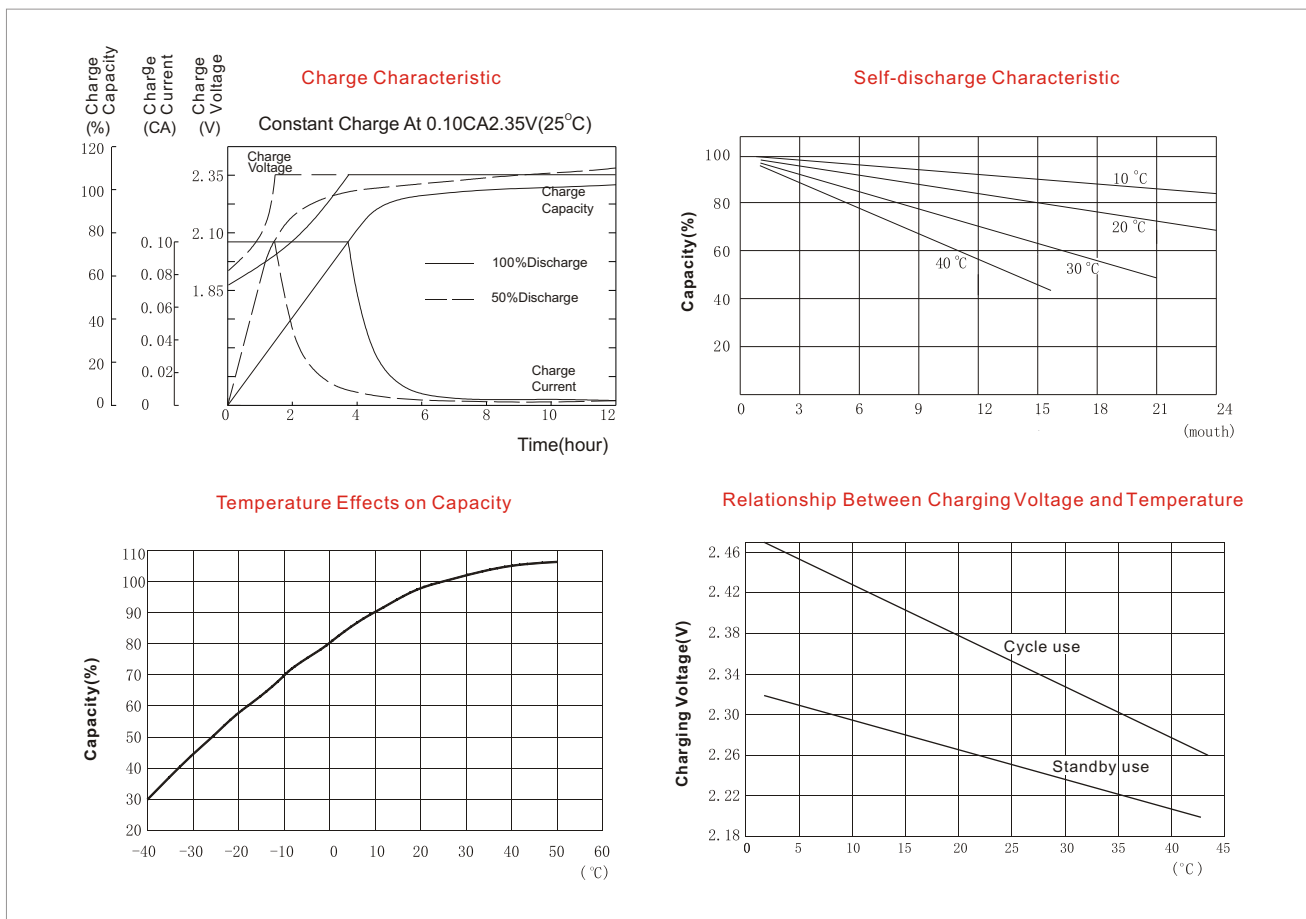 Charge Characteristic
Charge Capacity
(%)
Charge Current
(CA)
Charge Voltage
(V)
Constant Charge At 0.10CA2.35V(25°C)
120
100
80
60
40
20
0
0.10
0.08
0.06
0.04
0.02
0
2.35
2.10
1.85
Charge
Voltage
Charge
Capacity
100%Discharge
50%Discharge
Charge
Current
0 2 4 6 8 10 12
Time(hour)
Self-discharge Characteristic
Capacity(%)
100
80
60
40
20
10 °C
20 °C
30 °C
40 °C
0 3 6 9 12 15 18 21 24
(mouth)
Temperature Effects on Capacity
Capacity(%)
110
100
90
80
70
60
50
40
30
20
-40 -30 -20 -10 0 10 20 30 40 50 60
(°C)
Relationship Between Charging Voltage and Temperature
Charging Voltage(V)
2.46
2.42
2.38
2.34
2.30
2.26
2.22
2.18
Cycle use
Standby use
0 5 10 15 20 25 30 35 40 45
(°C)